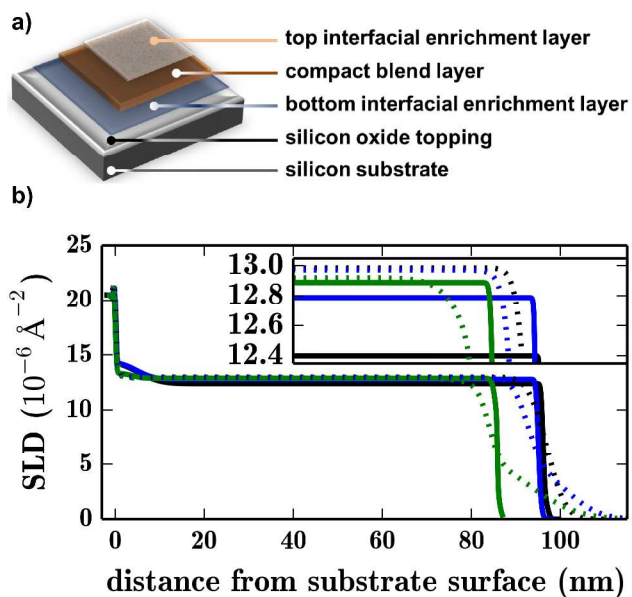 a)
top interfacial enrichment layer
compact blend layer
bottom interfacial enrichment layer
silicon oxide topping
silicon substrate
b)
25
20
15
10
5
0
SLD (10⁻⁶ Å⁻²)
13.0
12.8
12.6
12.4
0 20 40 60 80 100
distance from substrate surface (nm)